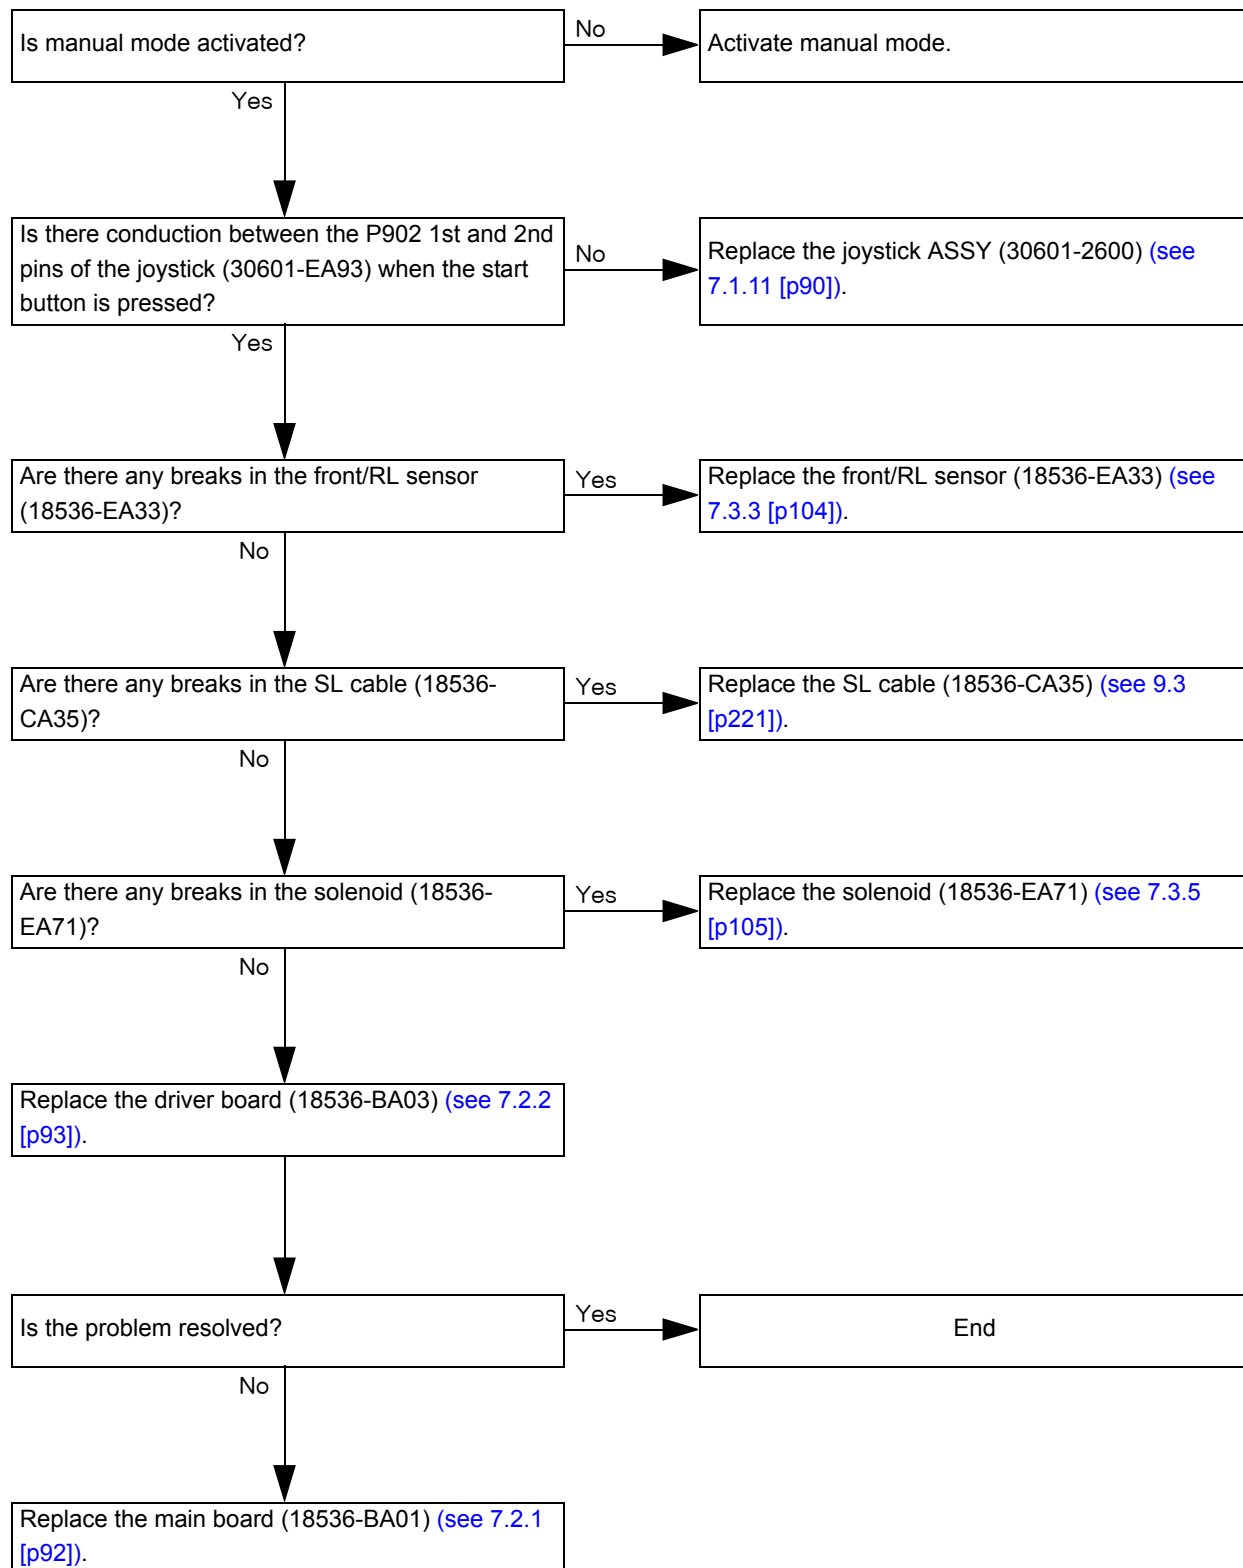 Is manual mode activated?
No
Activate manual mode.
Yes
Is there conduction between the P902 1st and 2nd
pins of the joystick (30601-EA93) when the start
button is pressed?
No
Replace the joystick ASSY (30601-2600) (see
7.1.11 [p90]).
Yes
Are there any breaks in the front/RL sensor
(18536-EA33)?
Yes
Replace the front/RL sensor (18536-EA33) (see
7.3.3 [p104]).
No
Are there any breaks in the SL cable (18536-
CA35)?
Yes
Replace the SL cable (18536-CA35) (see 9.3
[p221]).
No
Are there any breaks in the solenoid (18536-
EA71)?
Yes
Replace the solenoid (18536-EA71) (see 7.3.5
[p105]).
No
Replace the driver board (18536-BA03) (see 7.2.2
[p93]).
Is the problem resolved?
Yes
End
No
Replace the main board (18536-BA01) (see 7.2.1
[p92]).